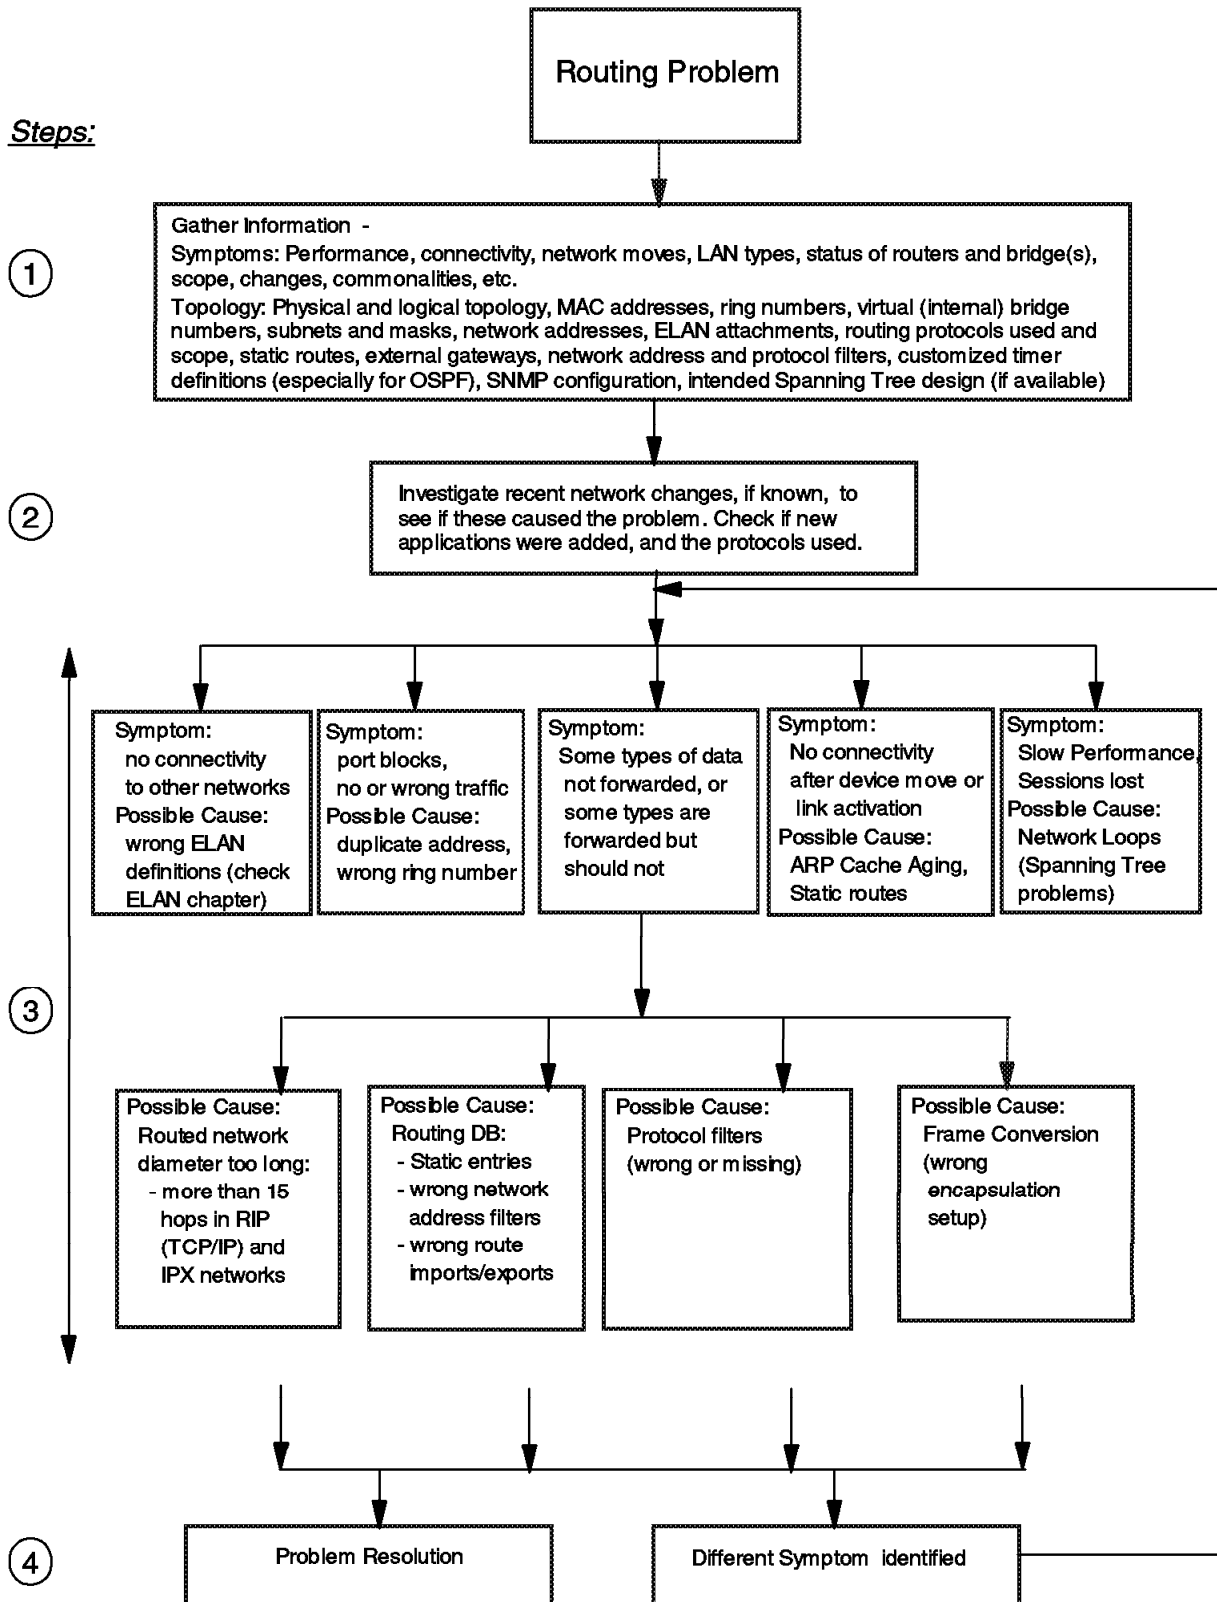 Routing Problem
Steps:
1
Gather Information -
Symptoms: Performance, connectivity, network moves, LAN types, status of routers and bridge(s),
scope, changes, commonalities, etc.
Topology: Physical and logical topology, MAC addresses, ring numbers, virtual (internal) bridge
numbers, subnets and masks, network addresses, ELAN attachments, routing protocols used and
scope, static routes, external gateways, network address and protocol filters, customized timer
definitions (especially for OSPF), SNMP configuration, intended Spanning Tree design (if available)
2
Investigate recent network changes, if known, to
see if these caused the problem. Check if new
applications were added, and the protocols used.
3
Symptom:
no connectivity
to other networks
Possible Cause:
wrong ELAN
definitions (check
ELAN chapter)
Symptom:
port blocks,
no or wrong traffic
Possible Cause:
duplicate address,
wrong ring number
Symptom:
Some types of data
not forwarded, or
some types are
forwarded but
should not
Symptom:
No connectivity
after device move or
link activation
Possible Cause:
ARP Cache Aging,
Static routes
Symptom:
Slow Performance,
Sessions lost
Possible Cause:
Network Loops
(Spanning Tree
problems)
Possible Cause:
Routed network
diameter too long:
- more than 15
hops in RIP
(TCP/IP) and
IPX networks
Possible Cause:
Routing DB:
- Static entries
- wrong network
address filters
- wrong route
imports/exports
Possible Cause:
Protocol filters
(wrong or missing)
Possible Cause:
Frame Conversion
(wrong
encapsulation
setup)
4
Problem Resolution
Different Symptom identified